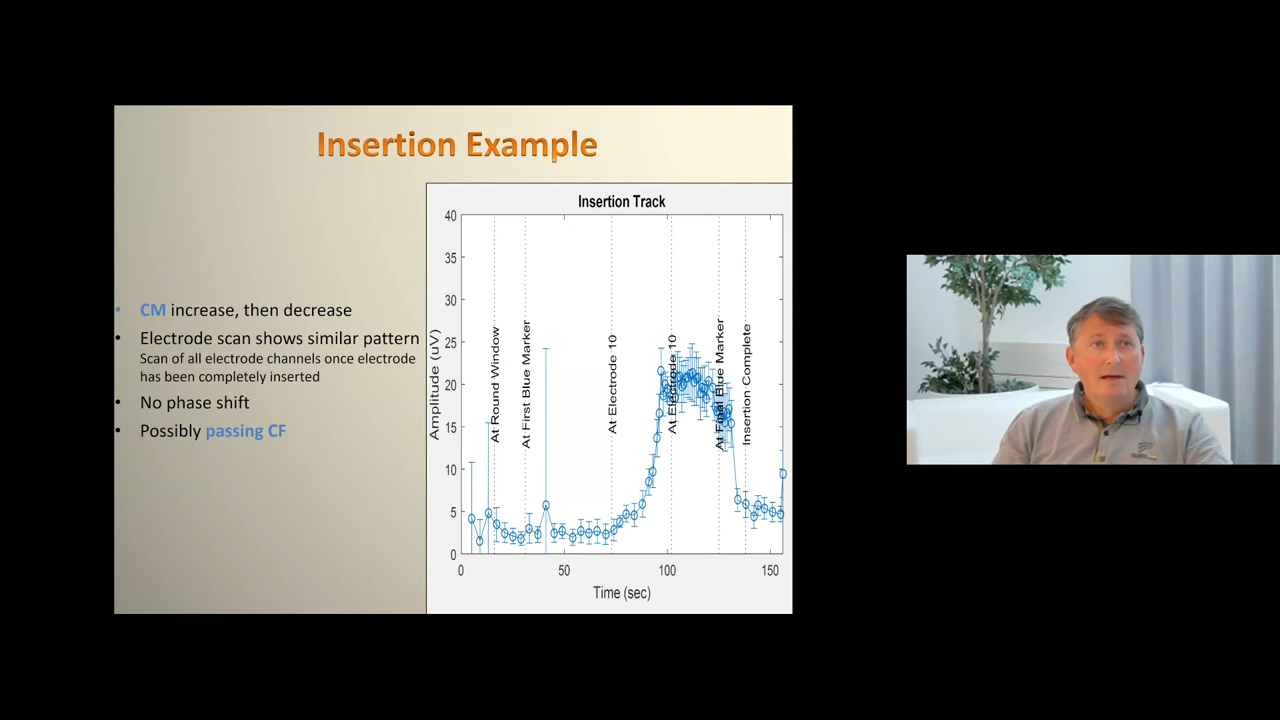 Insertion Example
• CM increase, then decrease
• Electrode scan shows similar pattern
Scan of all electrode channels once electrode
has been completely inserted
• No phase shift
• Possibly passing CF
Insertion Track
Amplitude (uV)
40
35
30
25
20
15
10
5
0
At Round Window
At First Blue Marker
At Electrode 10
At Electrode 10
At Final Blue Marker
Insertion Complete
0
50
100
150
Time (sec)